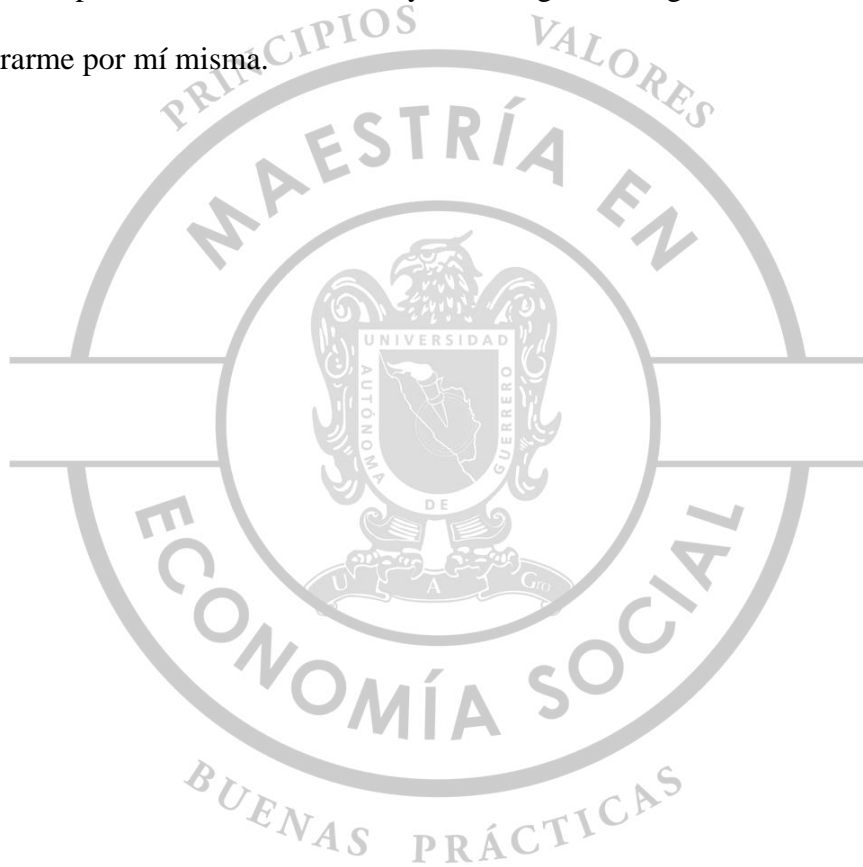 rarme por mí misma.
PRINCIPIOS VALORES
MAESTRÍA EN
UNIVERSIDAD
AUTÓNOMA
GUERRERO
DE
U A Gro
ECONOMÍA SOCIAL
BUENAS PRÁCTICAS